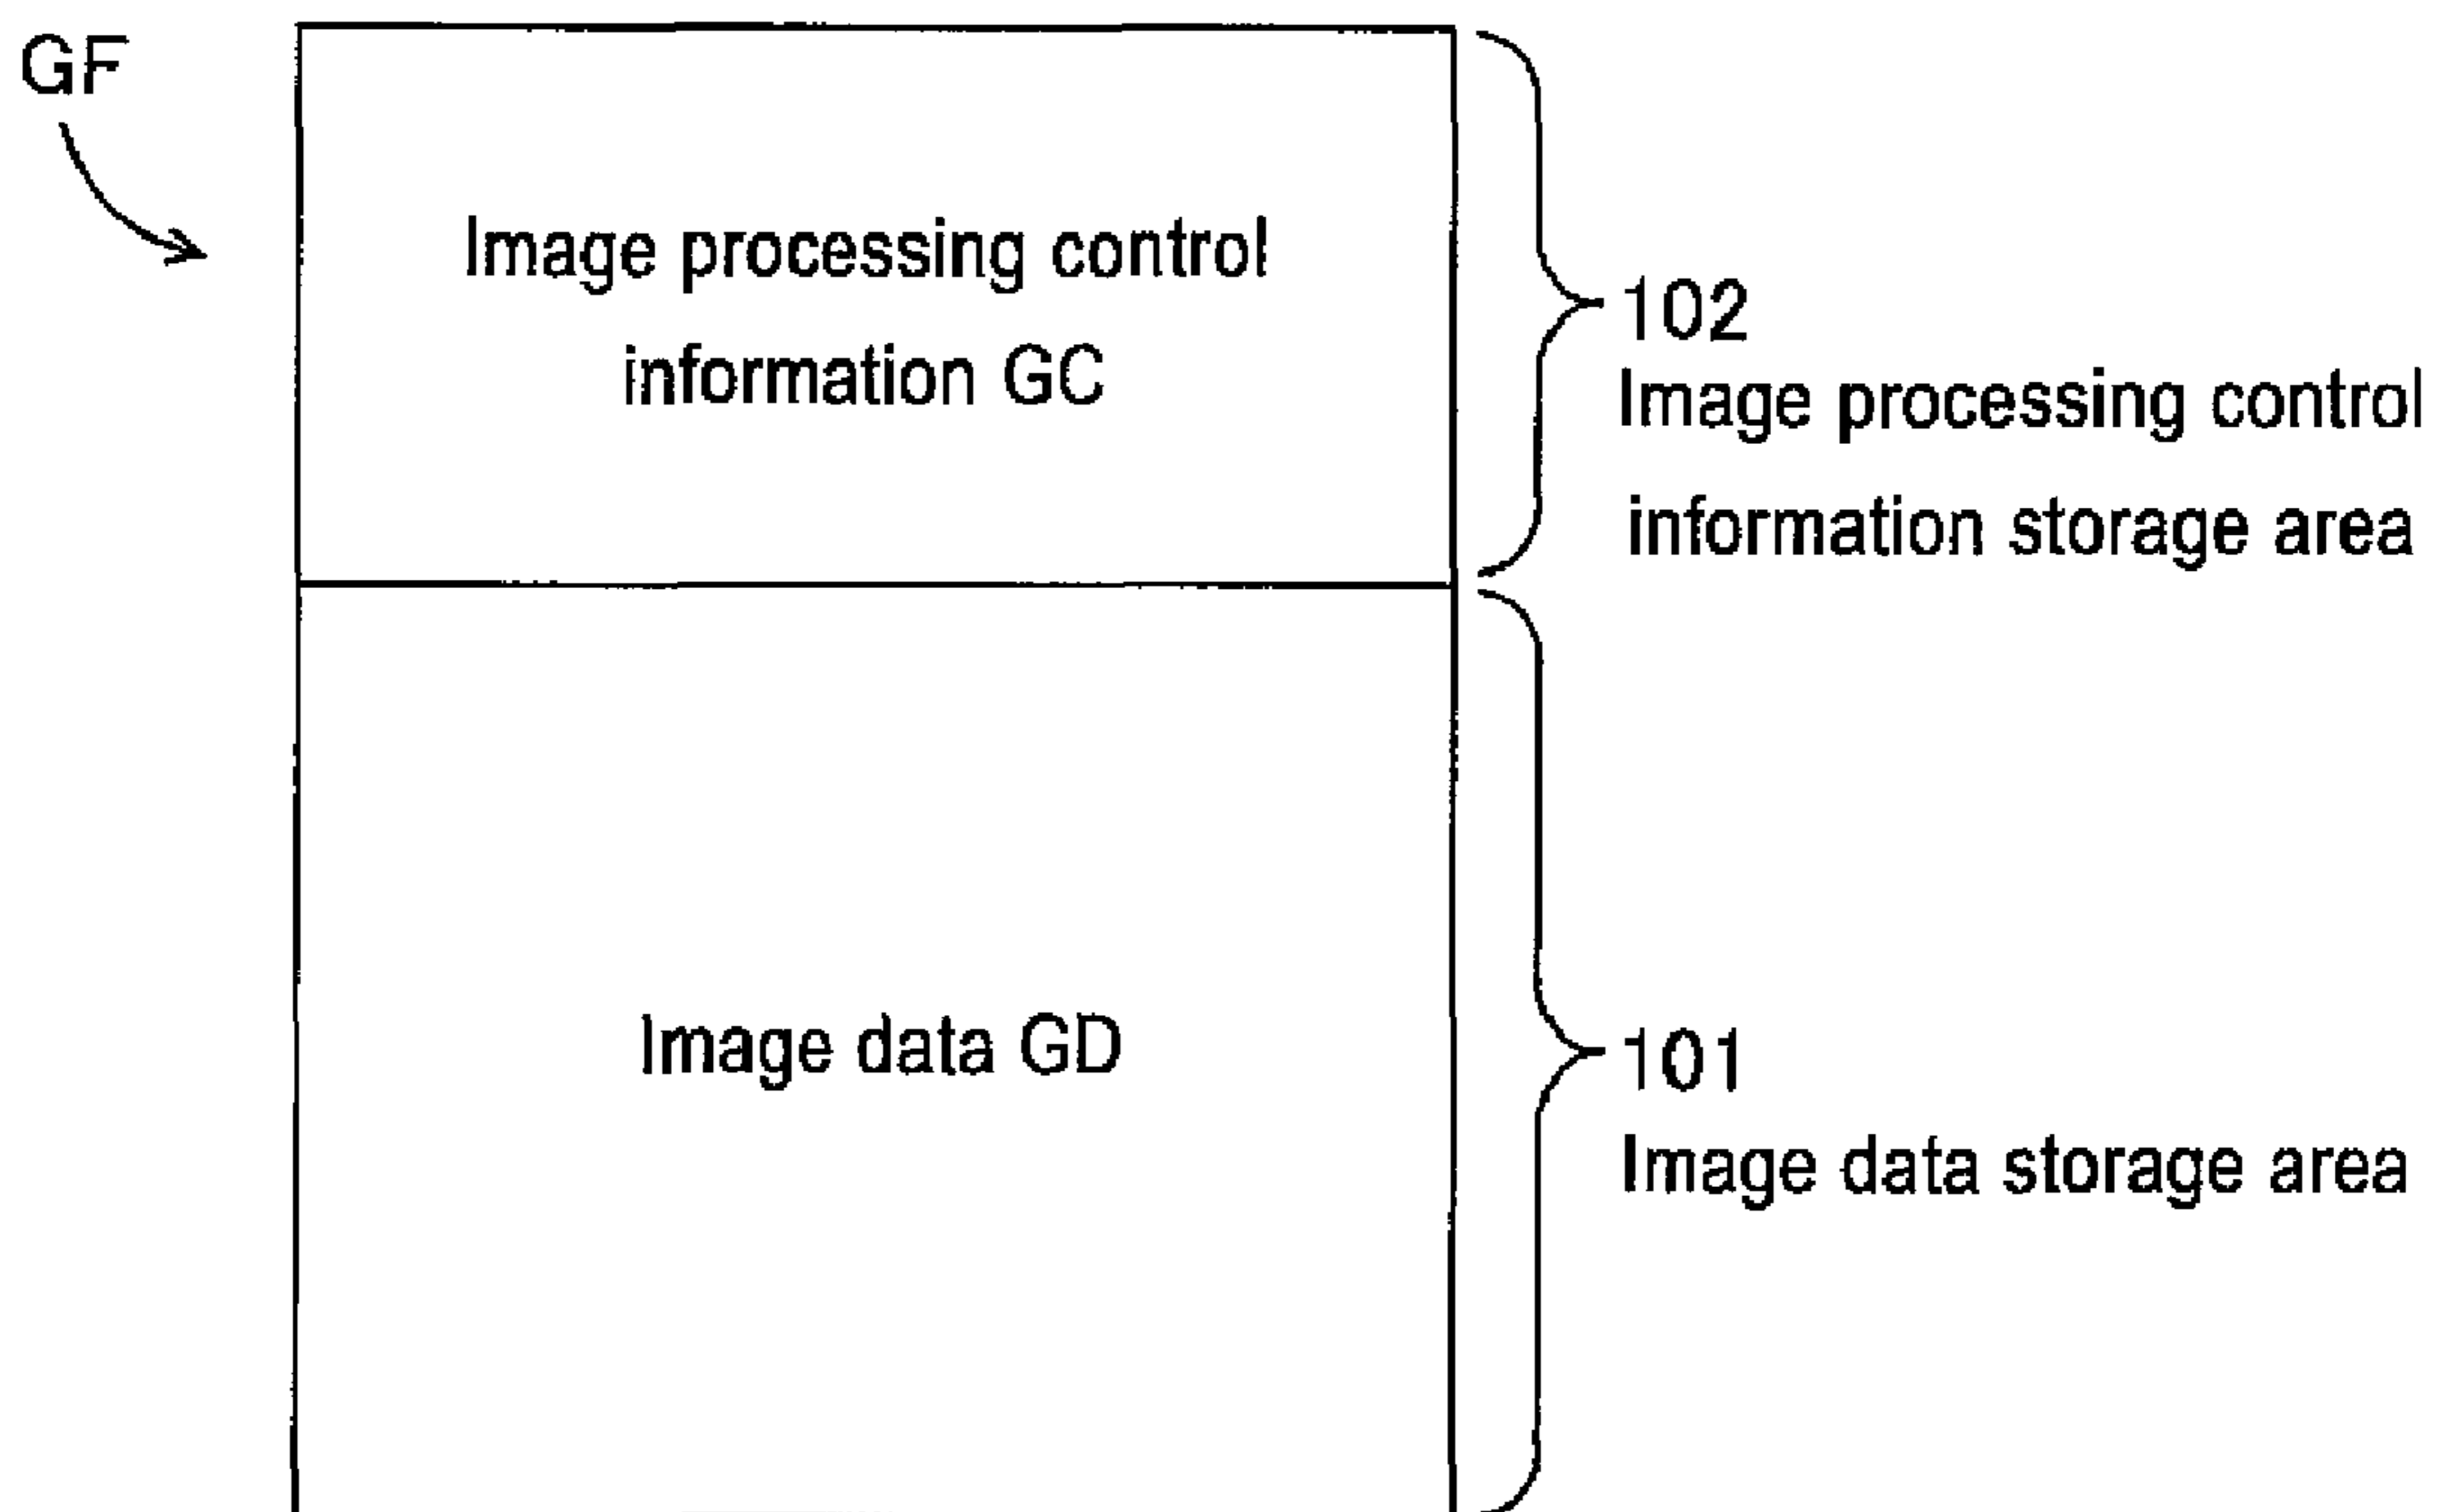 GF
Image processing control
information GC
102
Image processing control
information storage area
Image data GD
101
Image data storage area